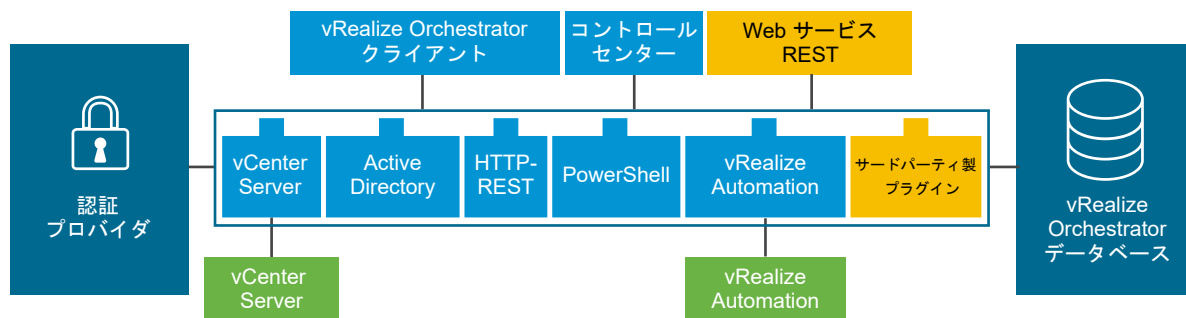 vRealize Orchestrator
クライアント
コントロール
センター
Web サービス
REST
認証
プロバイダ
vCenter
Server
Active
Directory
HTTP-
REST
PowerShell
vRealize
Automation
サードパーティ製
プラグイン
vRealize
Orchestrator
データベース
vCenter
Server
vRealize
Automation